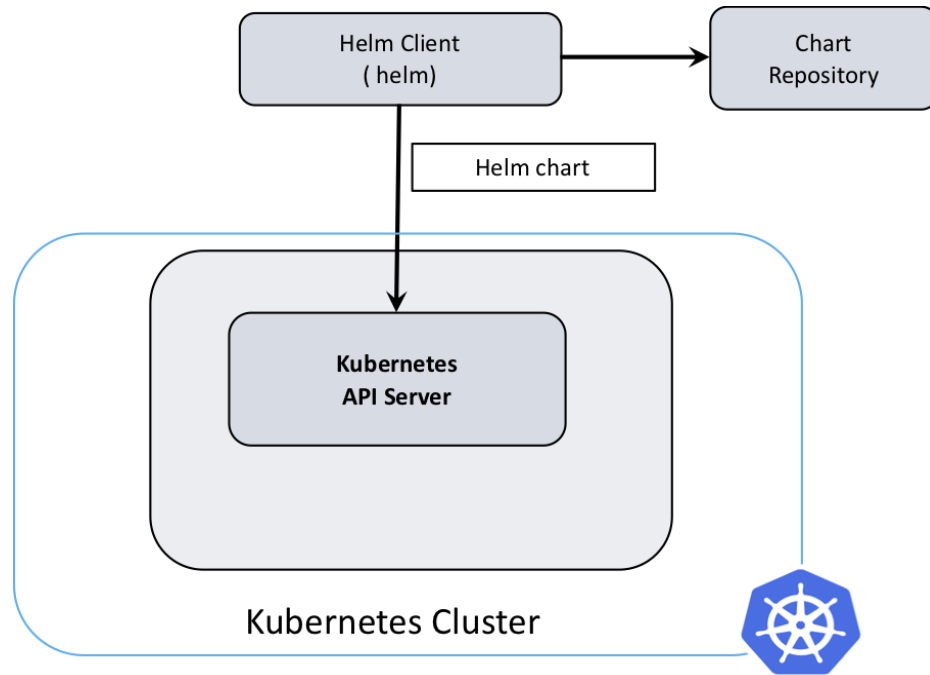 Helm Client
( helm)
Chart
Repository
Helm chart
Kubernetes
API Server
Kubernetes Cluster